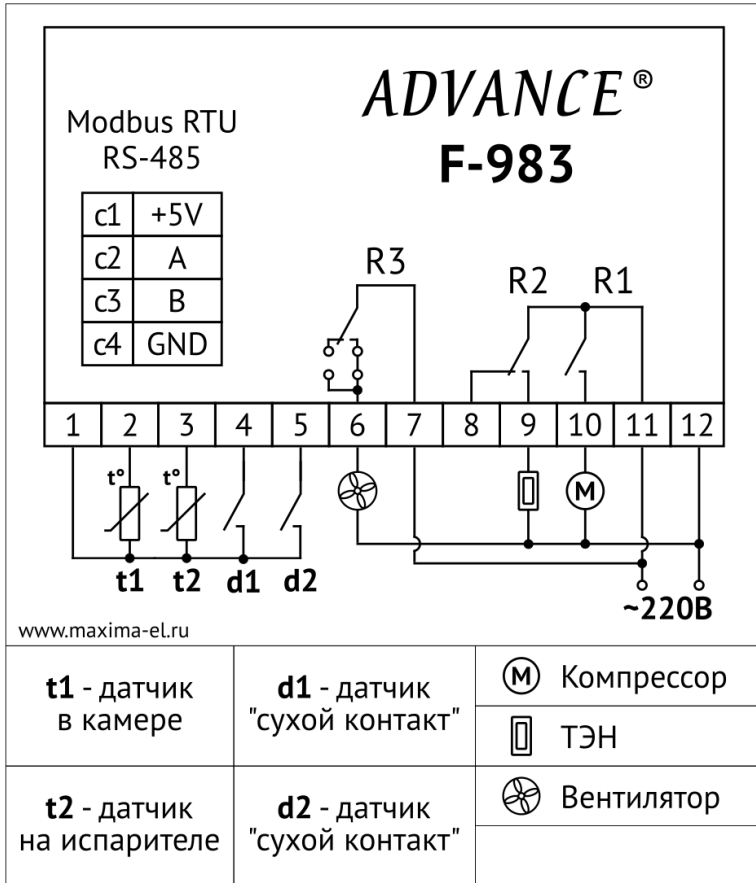 ADVANCE®
F-983
Modbus RTU
RS-485
c1 +5V
c2 A
c3 B
c4 GND
R3
R2
R1
1 2 3 4 5 6 7 8 9 10 11 12
t° t°
M
t1 t2 d1 d2
~220В
www.maxima-el.ru
t1 - датчик
в камере
d1 - датчик
"сухой контакт"
M Компрессор
ТЭН
t2 - датчик
на испарителе
d2 - датчик
"сухой контакт"
Вентилятор